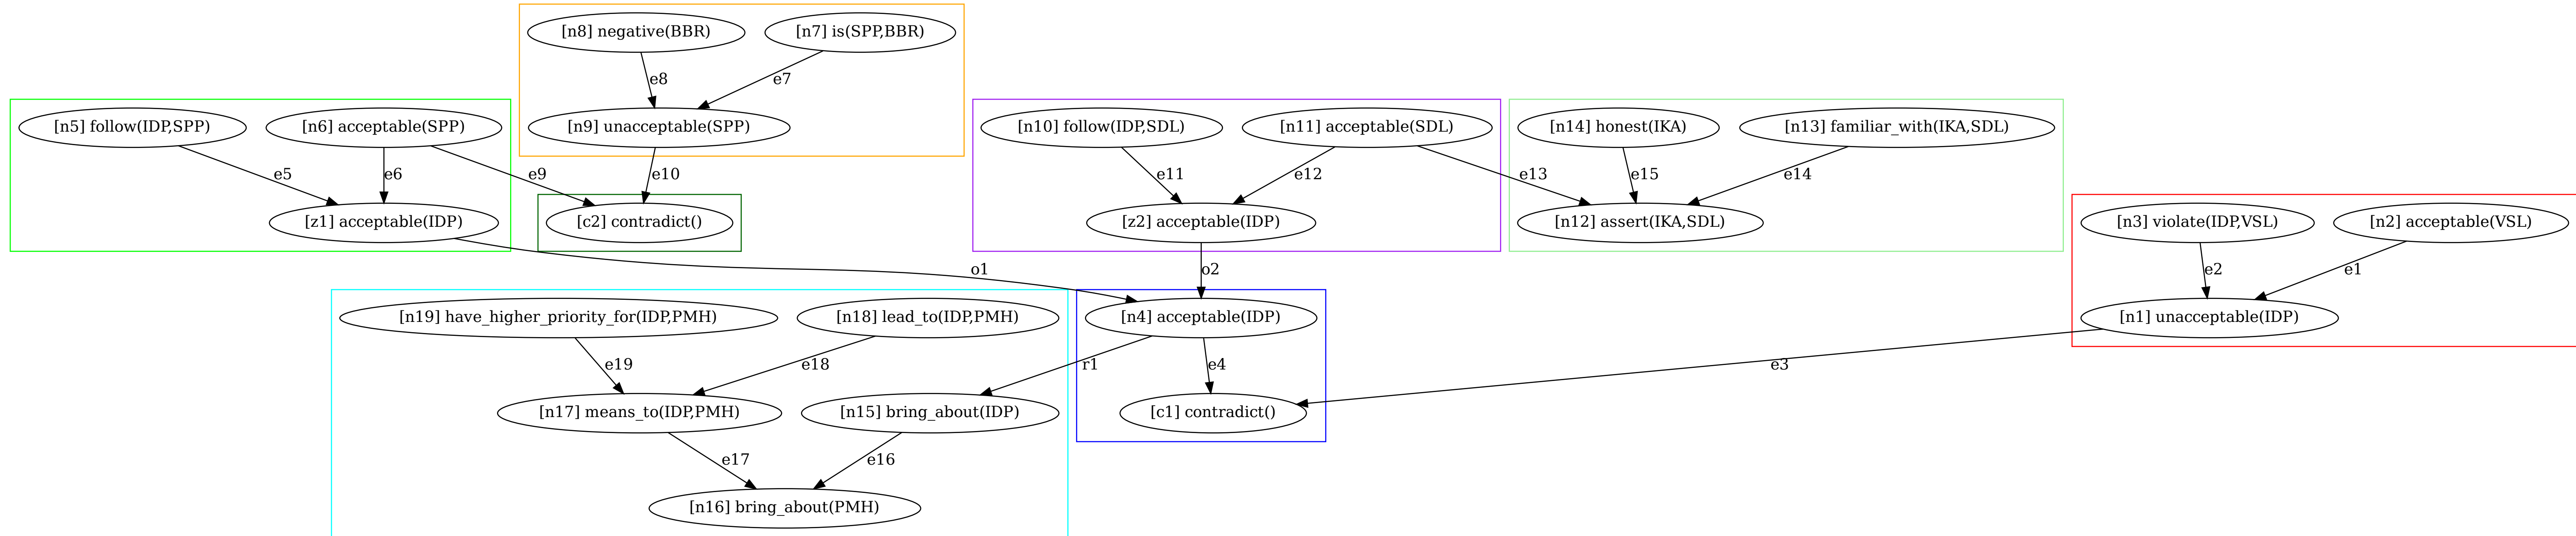 [n8] negative(BBR)
[n7] is(SPP,BBR)
e8
e7
[n5] follow(IDP,SPP)
[n6] acceptable(SPP)
[n9] unacceptable(SPP)
[n10] follow(IDP,SDL)
[n11] acceptable(SDL)
[n14] honest(IKA)
[n13] familiar_with(IKA,SDL)
e5
e6
e9
e10
e11
e12
e13
e15
e14
[z1] acceptable(IDP)
[c2] contradict()
[z2] acceptable(IDP)
[n12] assert(IKA,SDL)
[n3] violate(IDP,VSL)
[n2] acceptable(VSL)
o1
o2
e2
e1
[n19] have_higher_priority_for(IDP,PMH)
[n18] lead_to(IDP,PMH)
[n4] acceptable(IDP)
[n1] unacceptable(IDP)
e19
e18
r1
e4
e3
[n17] means_to(IDP,PMH)
[n15] bring_about(IDP)
[c1] contradict()
e17
e16
[n16] bring_about(PMH)